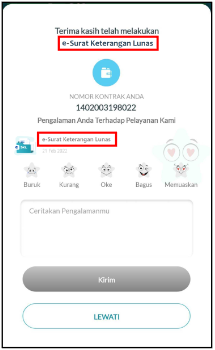 Terima kasih telah melakukan
e-Surat Keterangan Lunas
NOMOR KONTRAK ANDA
1402003198022
Pengalaman Anda Terhadap Pelayanan Kami
e-Surat Keterangan Lunas
Buruk
Kurang
Oke
Bagus
Memuaskan
Ceritakan Pengalamanmu
Kirim
LEWATI